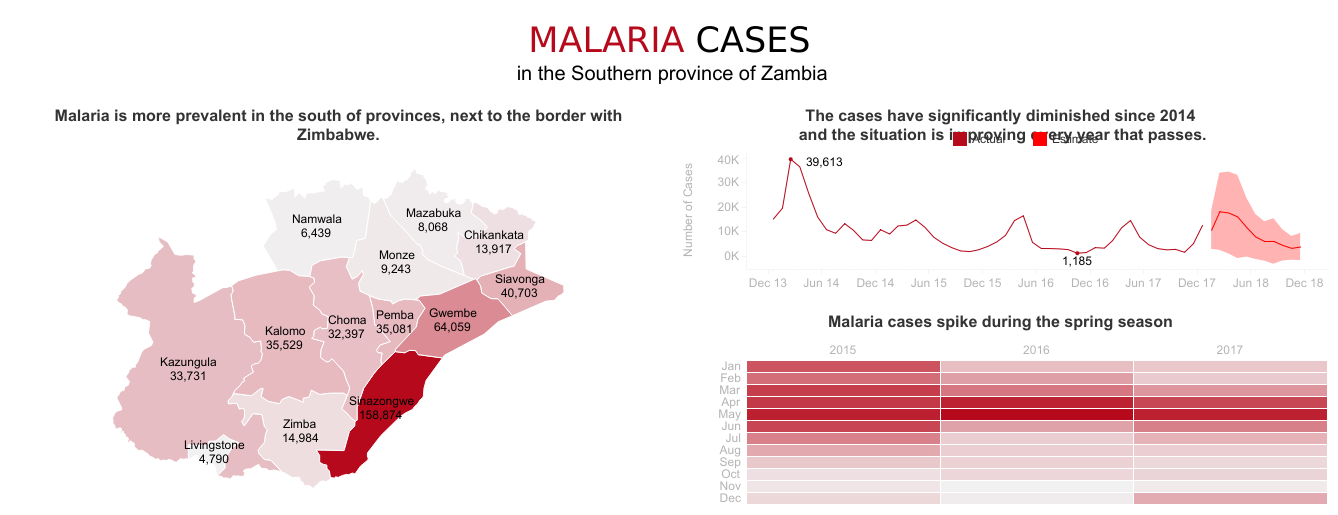 MALARIA CASES
in the Southern province of Zambia
Malaria is more prevalent in the south of provinces, next to the border with
Zimbabwe.
Namwala
6,439
Mazabuka
8,068
Chikankata
13,917
Monze
9,243
Siavonga
40,703
Choma
32,397
Pemba
35,081
Gwembe
64,059
Kalomo
35,529
Kazungula
33,731
Sinazongwe
158,874
Zimba
14,984
Livingstone
4,790
The cases have significantly diminished since 2014
and the situation is improving every year that passes.
Actual Estimate
Number of Cases
40K
30K
20K
10K
0K
39,613
1,185
Dec 13 Jun 14 Jun 15 Dec 14 Jun 15 Dec 15 Jun 16 Dec 16 Jun 17 Dec 17 Jun 18 Dec 18
Malaria cases spike during the spring season
2015 2016 2017
Jan
Feb
Mar
Apr
May
Jun
Jul
Aug
Sep
Oct
Nov
Dec